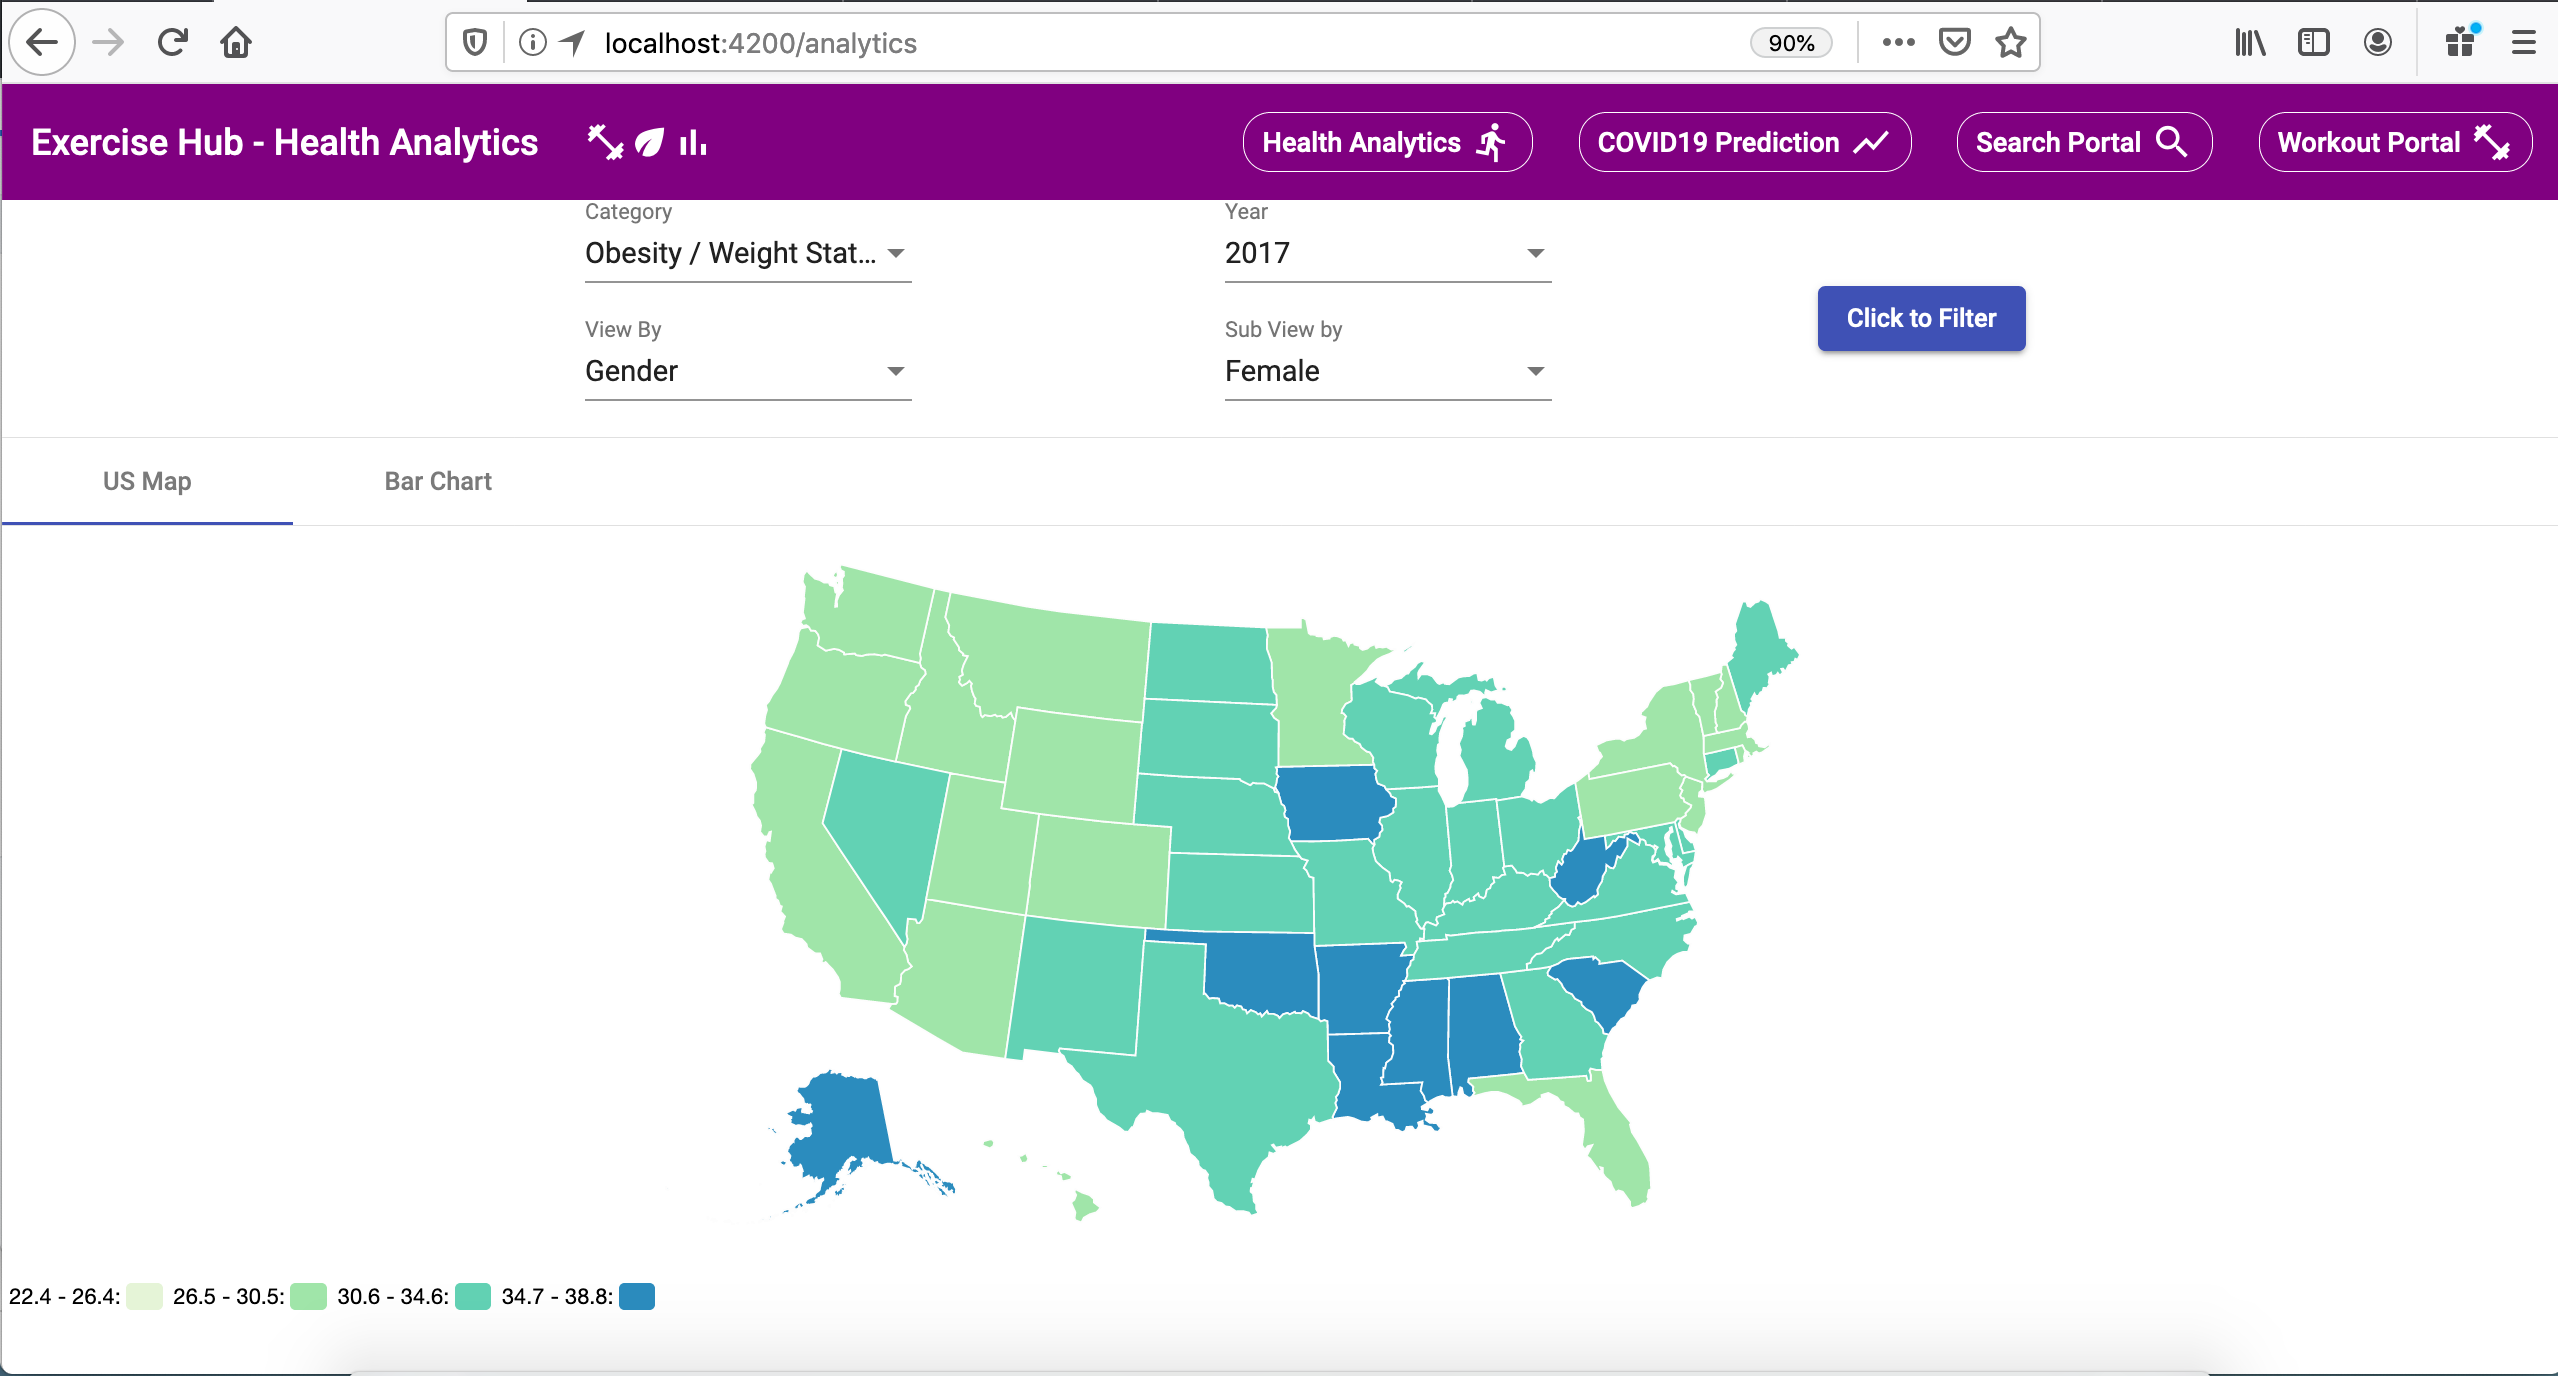 localhost:4200/analytics
90%
Exercise Hub - Health Analytics
Health Analytics
COVID19 Prediction
Search Portal
Workout Portal
Category
Obesity / Weight Stat...
Year
2017
Click to Filter
View By
Gender
Sub View by
Female
US Map
Bar Chart
22.4 - 26.4: 26.5 - 30.5: 30.6 - 34.6: 34.7 - 38.8: